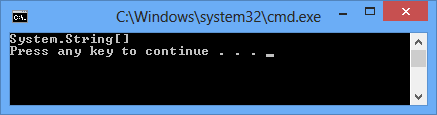 C:\Windows\system32\cmd.exe
System.String[]
Press any key to continue . . .